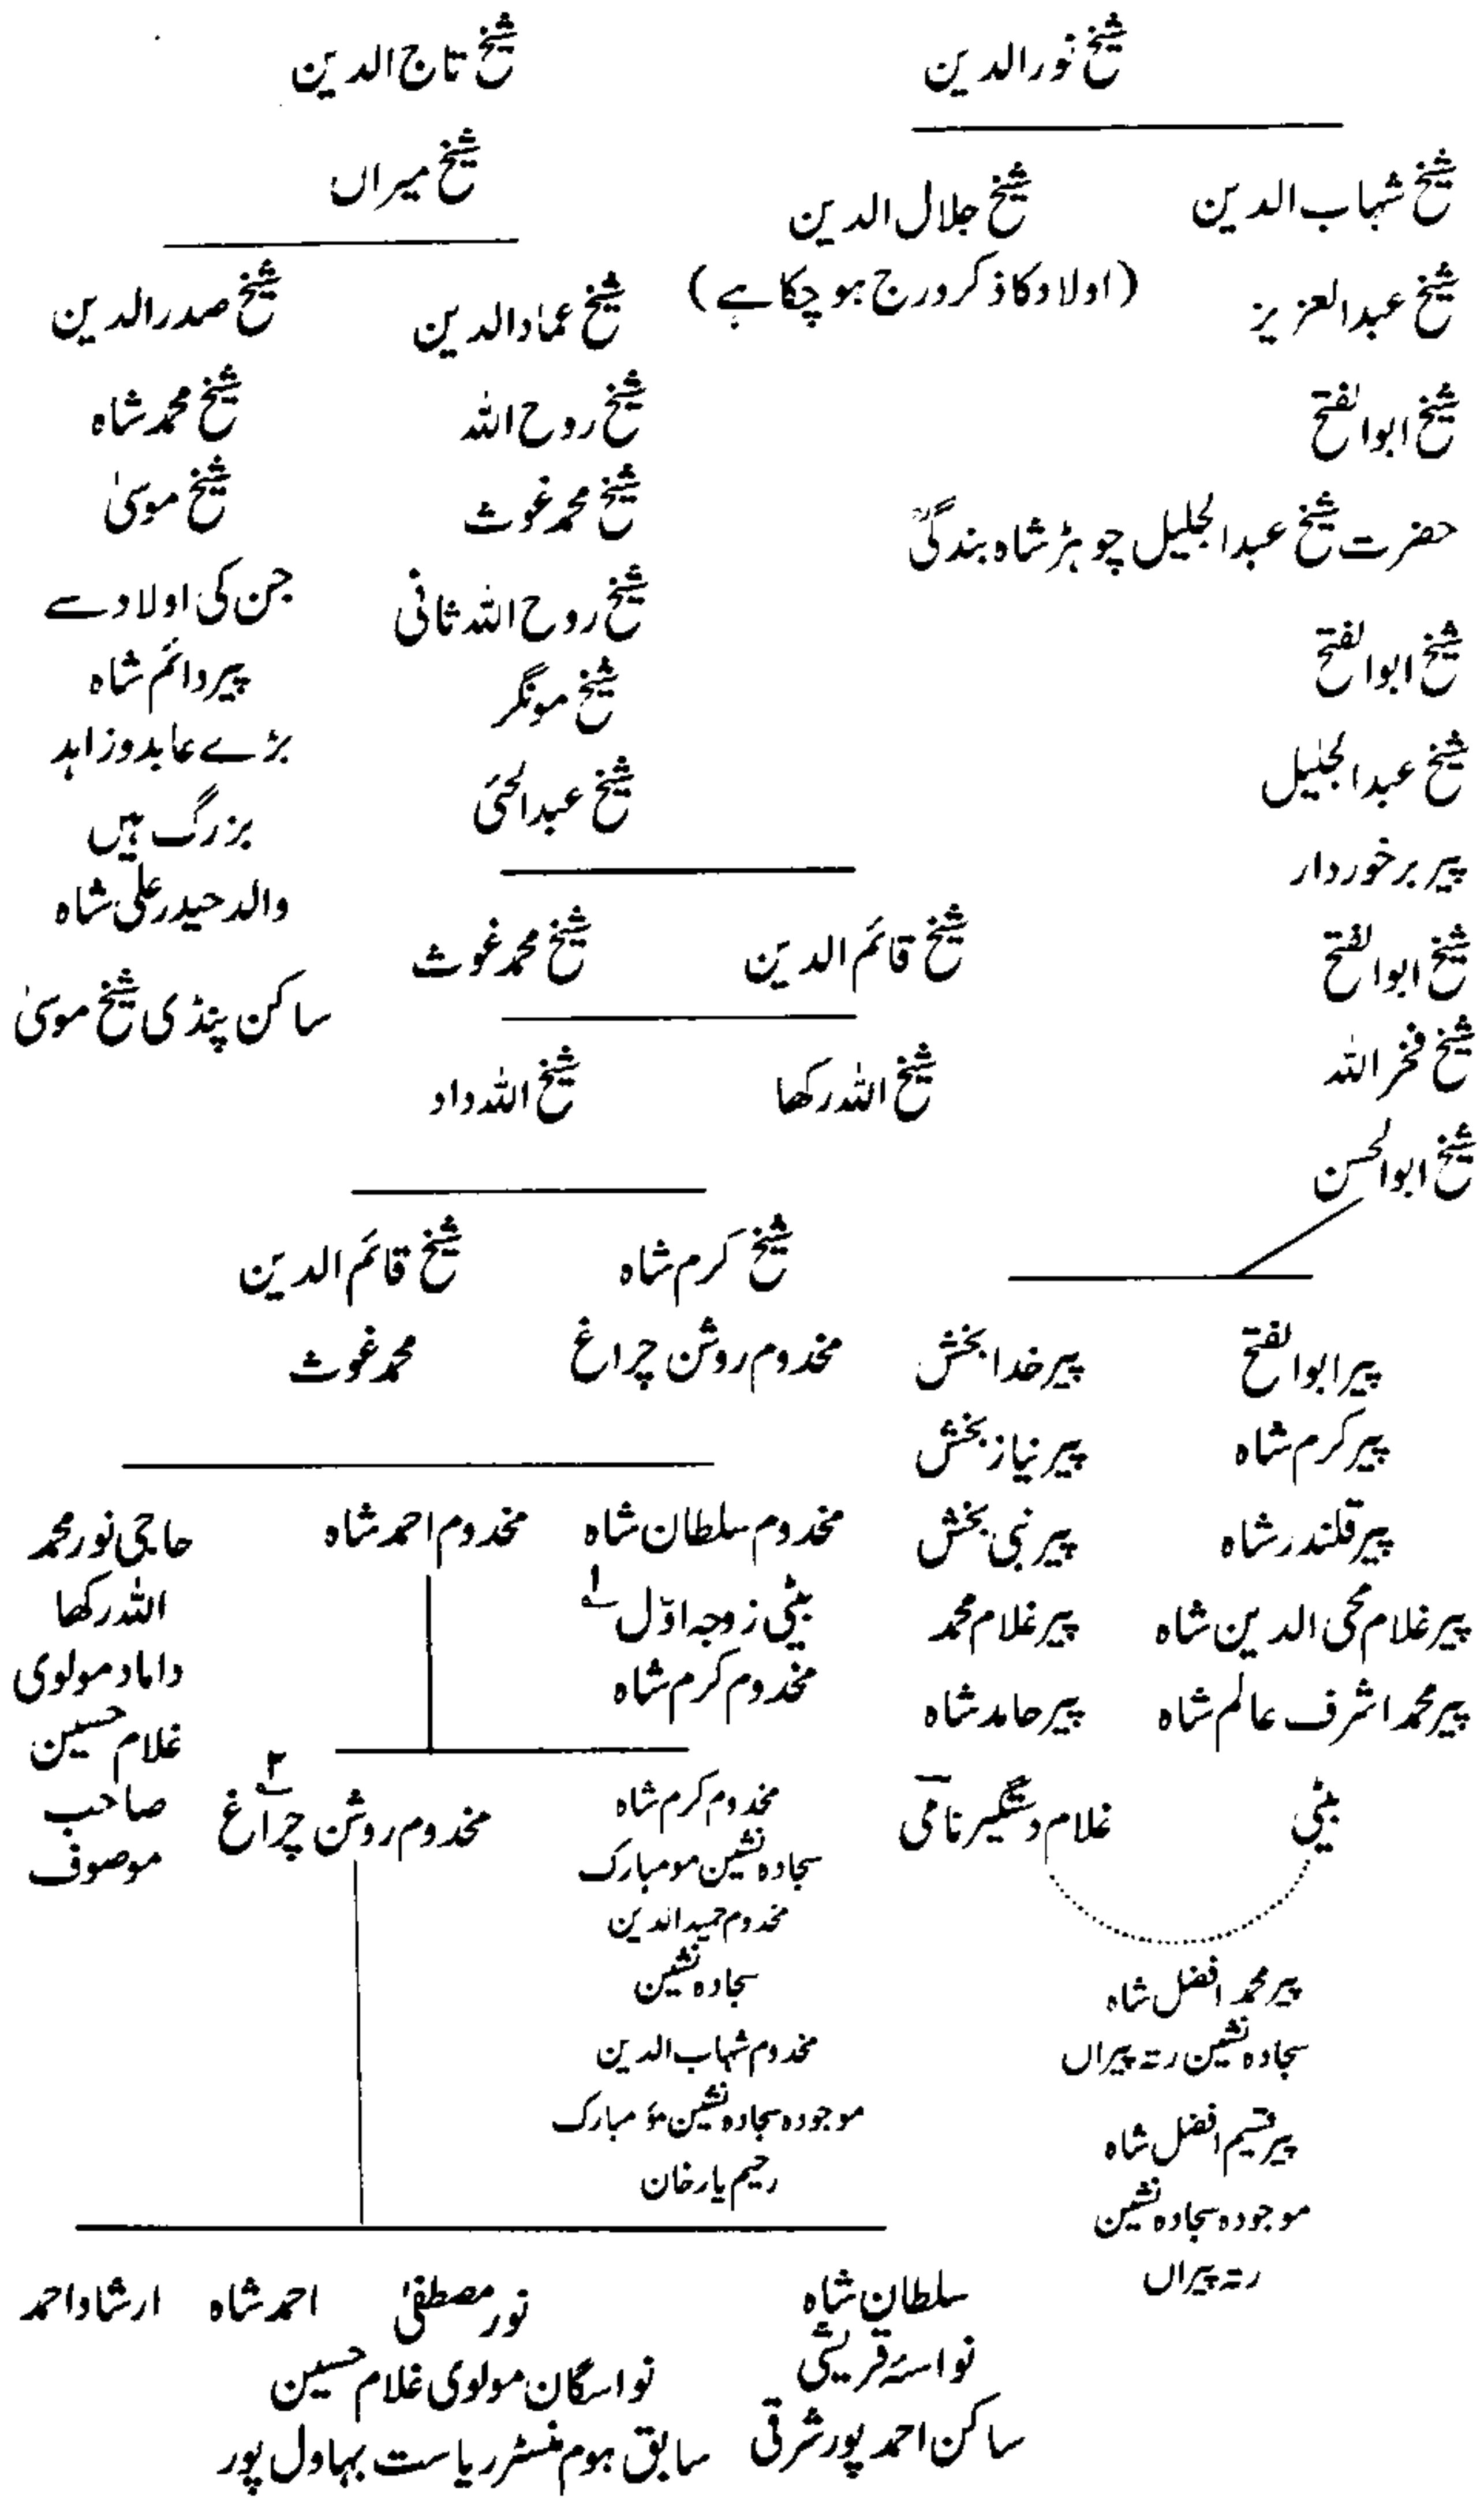 شیخ نورالدین
شیخ تاج الدین
شیخ میراں
شیخ شہاب الدین
شیخ جلال الدین
(اولاد کا ذکر درج ہو چکا ہے)
شیخ عماد الدین
شیخ صدرالدین
شیخ عبدالعزیز
شیخ ابوالفتح
حضرت شیخ عبدالجلیل چوہڑ شاہ بندگیؒ
شیخ ابوالفتح
شیخ عبدالجلیل
پیر برخوردار
شیخ ابوالفتح
شیخ فخر اللہ
شیخ ابوالحسن
شیخ روح اللہ
شیخ محمد غوث
شیخ روح اللہ ثانی
شیخ مونگر
شیخ عبدالحئی
شیخ محمد شاہ
شیخ موسیٰ
جن کی اولاد سے
پیر دائم شاہ
بڑے عابد و زاہد
بزرگ ہیں
والد حیدر علی شاہ
ساکن پنڈی شیخ موسیٰ
شیخ قائم الدین
شیخ محمد غوث
شیخ اللہ رکھا
شیخ اللہ داد
شیخ کرم شاہ
شیخ قائم الدین
مخدوم روشن چراغ
محمد غوث
پیر ابوالفتح
پیر کرم شاہ
پیر قلندر شاہ
پیر غلام محی الدین شاہ
پیر محمد اشرف عالم شاہ
بیٹی
پیر خدا بخش
پیر نیاز بخش
پیر نبی بخش
پیر غلام محمد
پیر حامد شاہ
غلام دستگیر نامی
پیر محمد افضل شاہ
سجادہ نشین رتہ پیراں
پیر قسیم افضل شاہ
موجودہ سجادہ نشین
رتہ پیراں
مخدوم سلطان شاہ
بیٹی زوجہ اوّل ۱ے
مخدوم کرم شاہ
مخدوم احمد شاہ
حاجی نور محمد
اللہ رکھا
داماد مولوی
غلام حسین
صاحب
موصوف
مخدوم کرم شاہ
سجادہ نشین مو مبارک
مخدوم حمید الدین
سجادہ نشین
مخدوم شہاب الدین
موجودہ سجادہ نشین مؤ مبارک
رحیم یار خان
مخدوم روشن چراغ ۲ے
سلطان شاہ
نواسۂ قریشی
ساکن احمد پور شرقی
نور مصطفیٰ
احمد شاہ
ارشاد احمد
نواسگان مولوی غلام حسین
سابق ہوم منسٹر ریاست بہاول پور